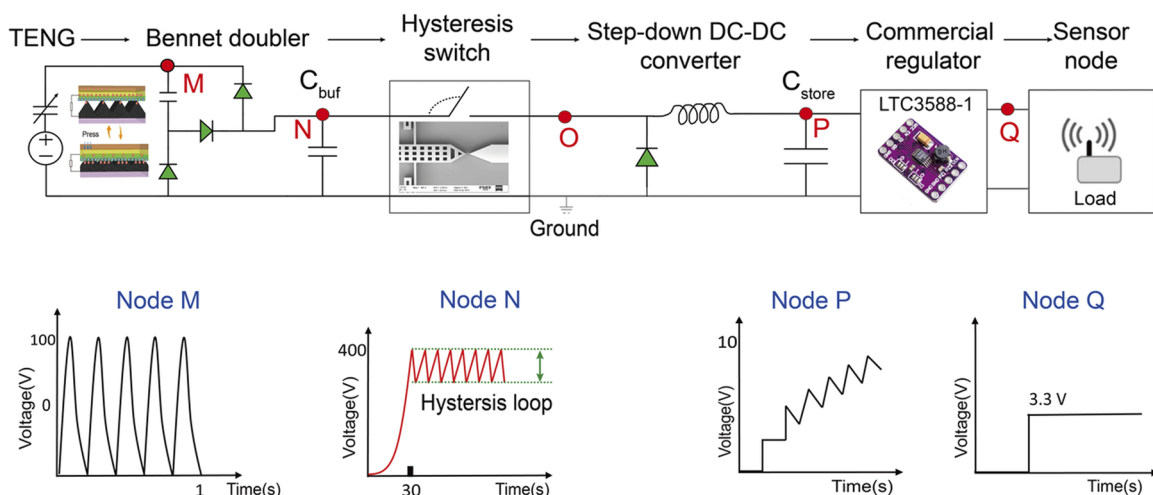 TENG
Bennet doubler
Hysteresis
switch
Step-down DC-DC
converter
Commercial
regulator
Sensor
node
M
Press
C buf
N
O
Ground
C store
P
LTC3588-1
Q
Load
Node M
Voltage(V)
100
0
1
Time(s)
Node N
Voltage(V)
400
Hystersis loop
30
Time(s)
Node P
Voltage(V)
10
Time(s)
Node Q
Voltage(V)
3.3 V
Time(s)